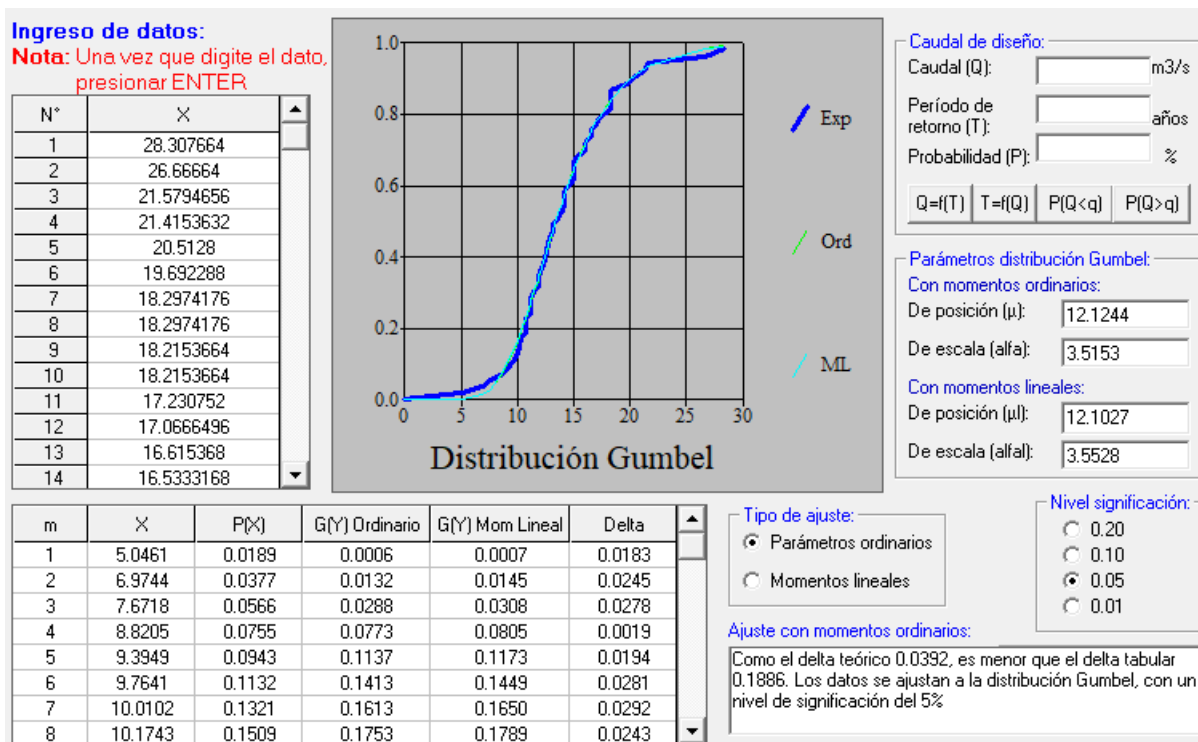 Ingreso de datos:
Nota: Una vez que digite el dato,
presionar ENTER
N° X
1 28.307664
2 26.66664
3 21.5794656
4 21.4153632
5 20.5128
6 19.692288
7 18.2974176
8 18.2974176
9 18.2153664
10 18.2153664
11 17.230752
12 17.0666496
13 16.615368
14 16.5333168
1.0
0.8
0.6
0.4
0.2
0.0
0 5 10 15 20 25 30
Distribución Gumbel
Exp
Ord
ML
Caudal de diseño:
Caudal (Q): m3/s
Período de
retorno (T): años
Probabilidad (P): %
Q=f(T) T=f(Q) P(Q<q) P(Q>q)
Parámetros distribución Gumbel:
Con momentos ordinarios:
De posición (µ): 12.1244
De escala (alfa): 3.5153
Con momentos lineales:
De posición (µl): 12.1027
De escala (alfal): 3.5528
m X P(X) G(Y) Ordinario G(Y) Mom Lineal Delta
1 5.0461 0.0189 0.0006 0.0007 0.0183
2 6.9744 0.0377 0.0132 0.0145 0.0245
3 7.6718 0.0566 0.0288 0.0308 0.0278
4 8.8205 0.0755 0.0773 0.0805 0.0019
5 9.3949 0.0943 0.1137 0.1173 0.0194
6 9.7641 0.1132 0.1413 0.1449 0.0281
7 10.0102 0.1321 0.1613 0.1650 0.0292
8 10.1743 0.1509 0.1753 0.1789 0.0243
Tipo de ajuste:
Parámetros ordinarios
Momentos lineales
Nivel significación:
0.20
0.10
0.05
0.01
Ajuste con momentos ordinarios:
Como el delta teórico 0.0392, es menor que el delta tabular
0.1886. Los datos se ajustan a la distribución Gumbel, con un
nivel de significación del 5%